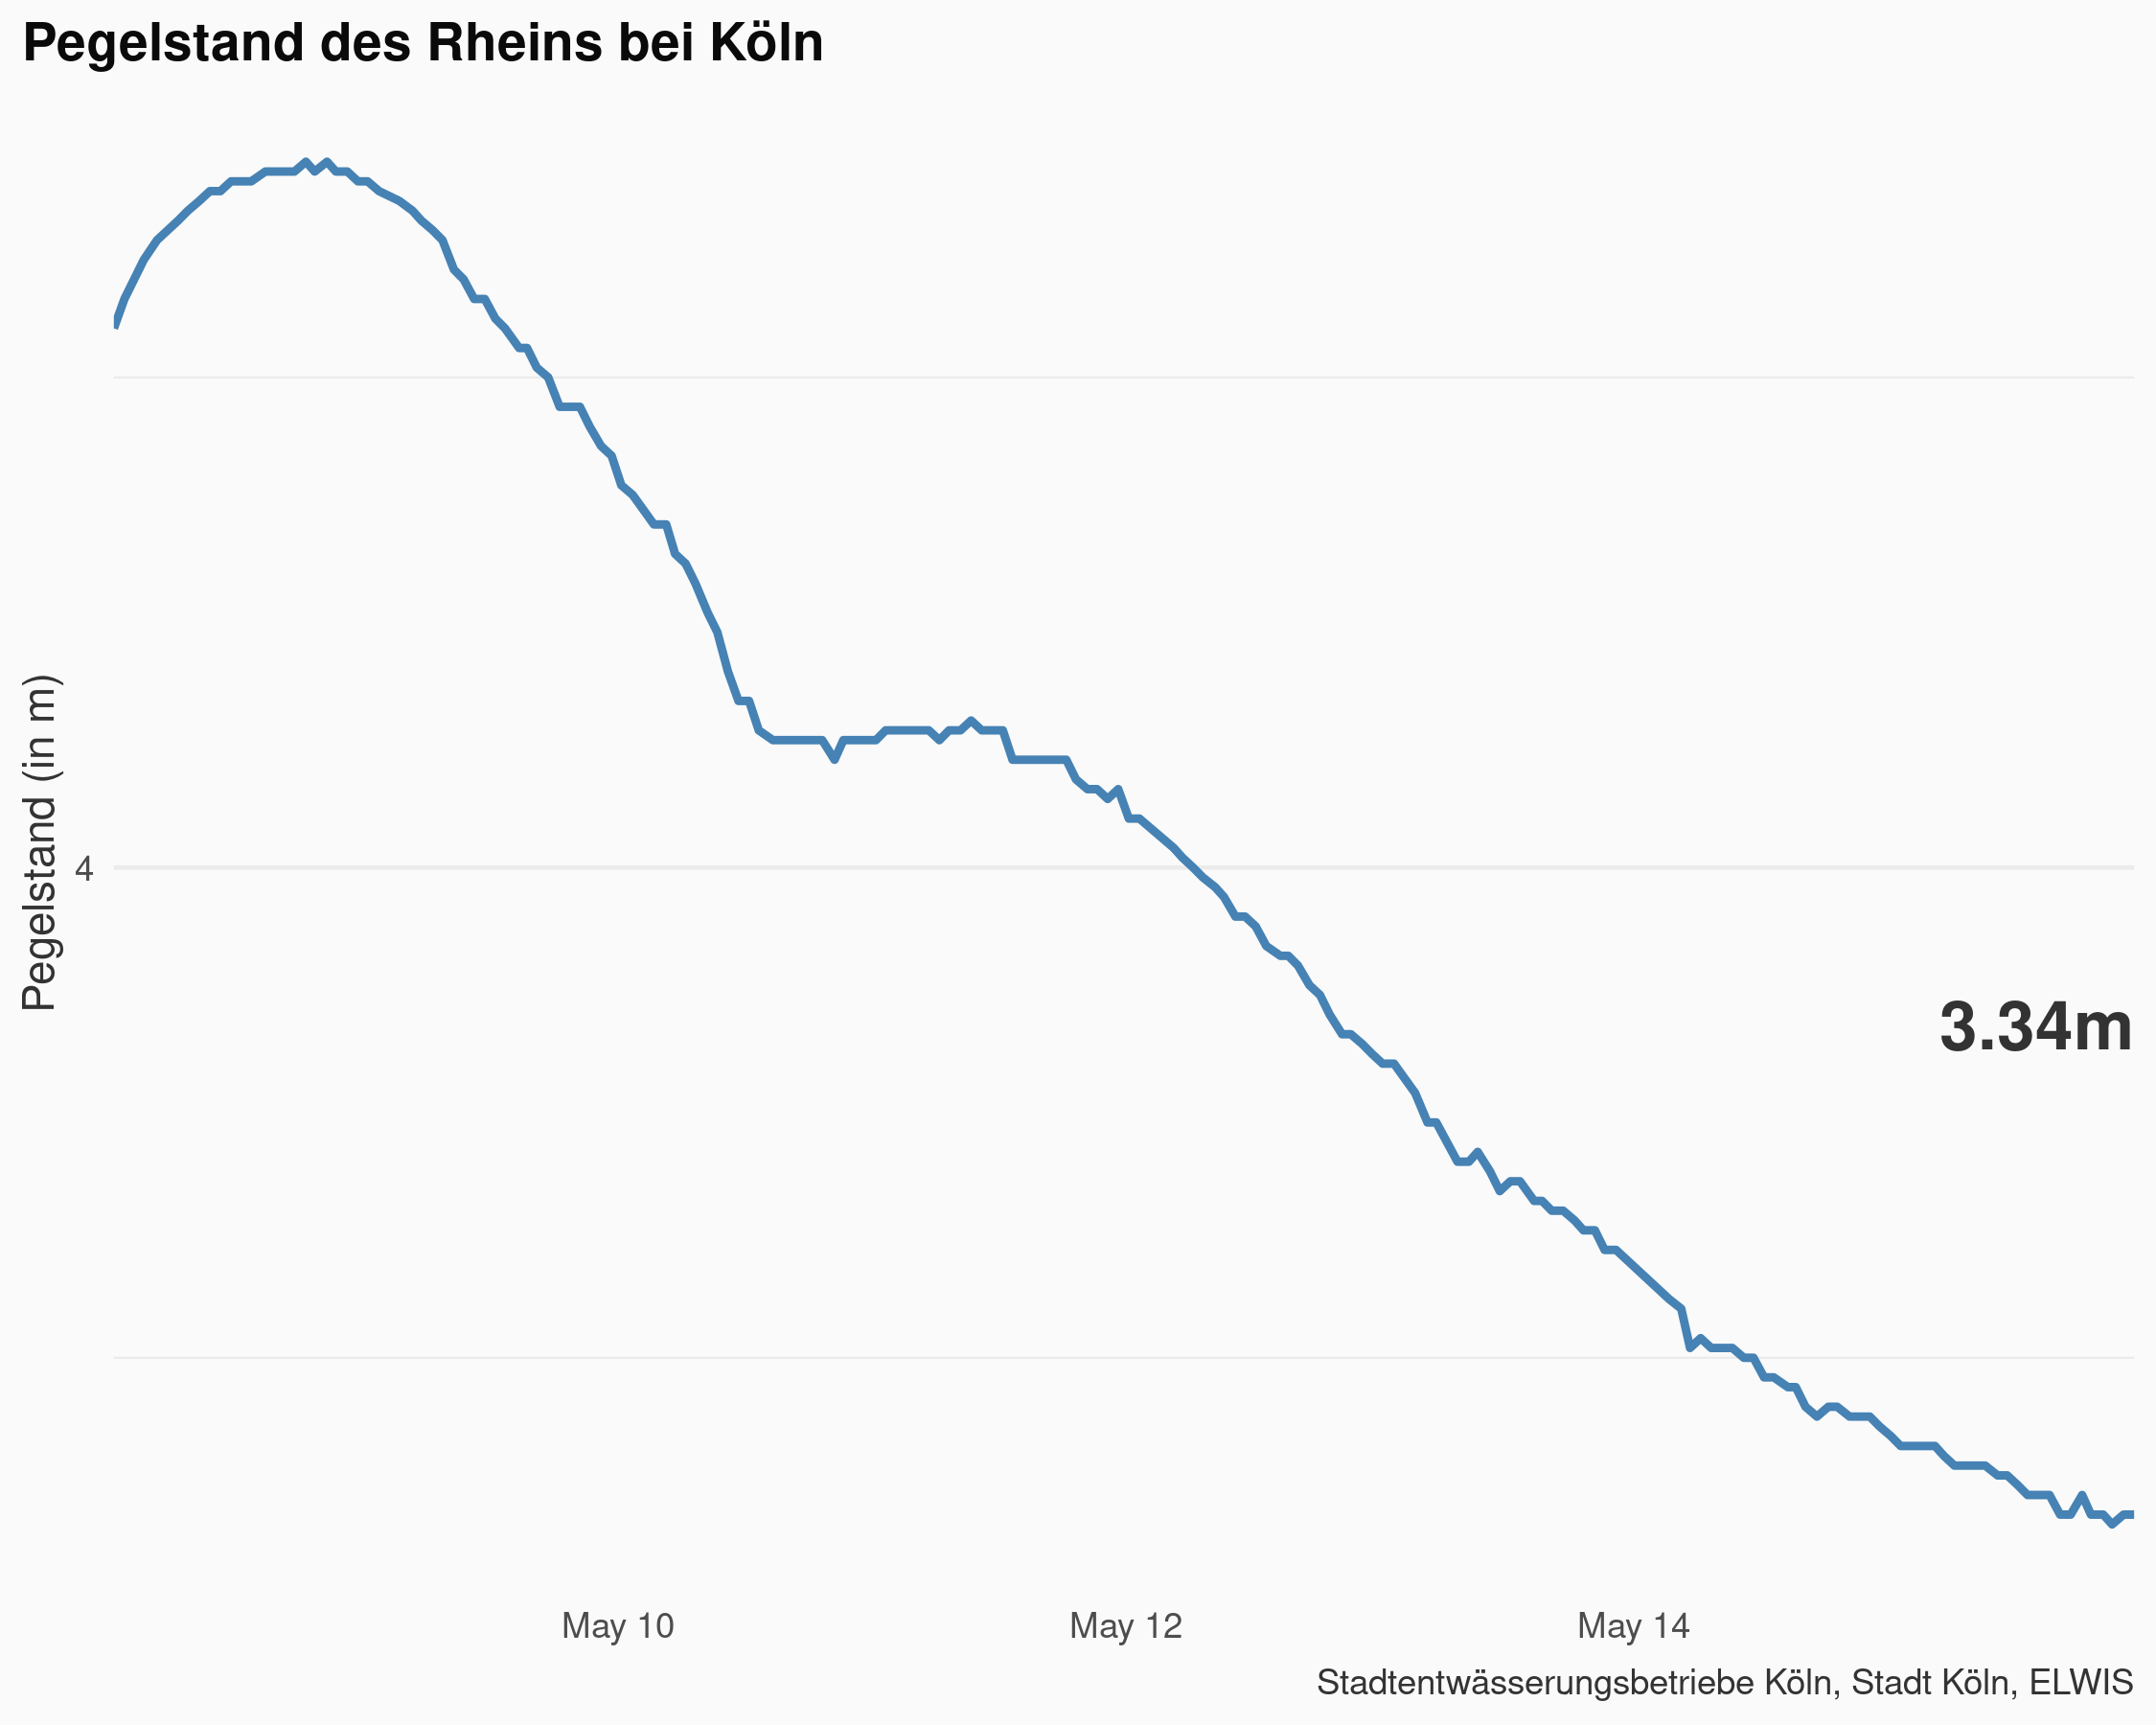 Pegelstand des Rheins bei Köln
Pegelstand (in m)
4
3.34m
May 10
May 12
May 14
Stadtentwässerungsbetriebe Köln, Stadt Köln, ELWIS